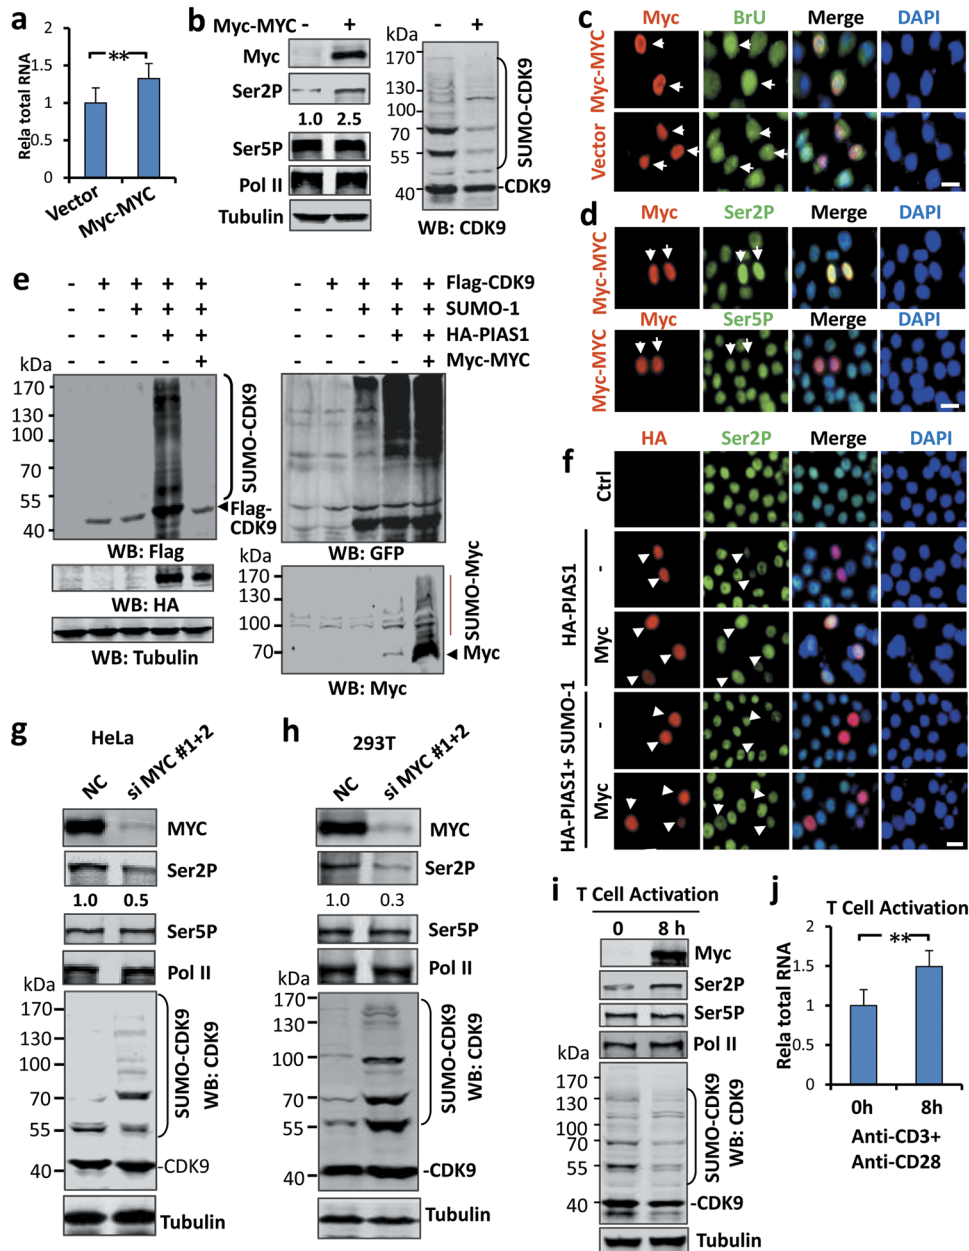 a
Rela total RNA
2
1.5
1
0.5
0
**
Vector
Myc-MYC
b
Myc-MYC - +
Myc
Ser2P
1.0 2.5
Ser5P
Pol II
Tubulin
kDa
170
130
100
70
55
40
SUMO-CDK9
-CDK9
WB: CDK9
c
Myc BrU Merge DAPI
Myc-MYC
Vector
d
Myc Ser2P Merge DAPI
Myc-MYC
Myc Ser5P Merge DAPI
Myc-MYC
e
- + + + + - + + + + Flag-CDK9
- - + + + - - + + + SUMO-1
- - - + + - - - + + HA-PIAS1
- - - - + - - - - + Myc-MYC
kDa
170
130
100
70
55
40
SUMO-CDK9
Flag-
CDK9
WB: Flag
WB: HA
WB: Tubulin
WB: GFP
kDa
170
130
100
70
SUMO-Myc
Myc
WB: Myc
f
HA Ser2P Merge DAPI
Ctrl
HA-PIAS1
-
Myc
HA-PIAS1+ SUMO-1
-
Myc
g
HeLa
NC
si MYC #1+2
MYC
Ser2P
1.0 0.5
Ser5P
Pol II
kDa
170
130
100
70
55
40
SUMO-CDK9
WB: CDK9
-CDK9
Tubulin
h
293T
NC
si MYC #1+2
MYC
Ser2P
1.0 0.3
Ser5P
Pol II
kDa
170
130
100
70
55
40
SUMO-CDK9
WB: CDK9
-CDK9
Tubulin
i
T Cell Activation
0 8 h
Myc
Ser2P
Ser5P
Pol II
kDa
170
130
100
70
55
40
SUMO-CDK9
WB: CDK9
-CDK9
Tubulin
j
T Cell Activation
Rela total RNA
2
1.5
1
0.5
0
**
0h 8h
Anti-CD3+
Anti-CD28